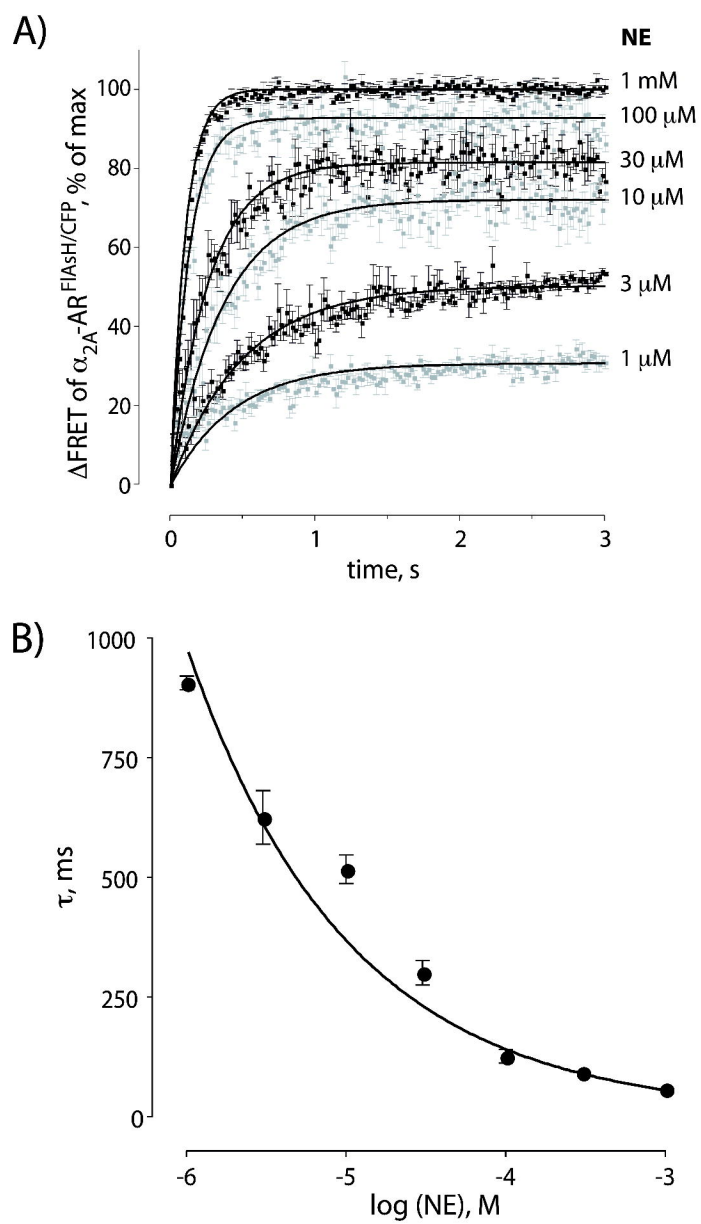 A)
NE
1 mM
100 μM
30 μM
10 μM
3 μM
1 μM
ΔFRET of α2A-AR FlAsH/CFP, % of max
100
80
60
40
20
0
0 1 2 3
time, s
B)
1000
750
500
250
0
τ, ms
-6 -5 -4 -3
log (NE), M